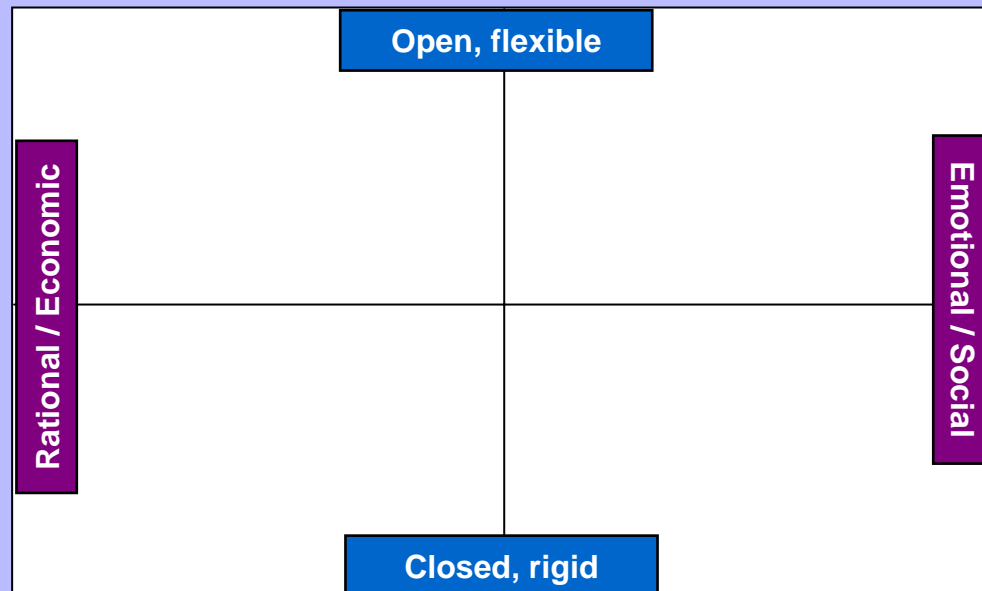 Open, flexible
Rational / Economic
Emotional / Social
Closed, rigid